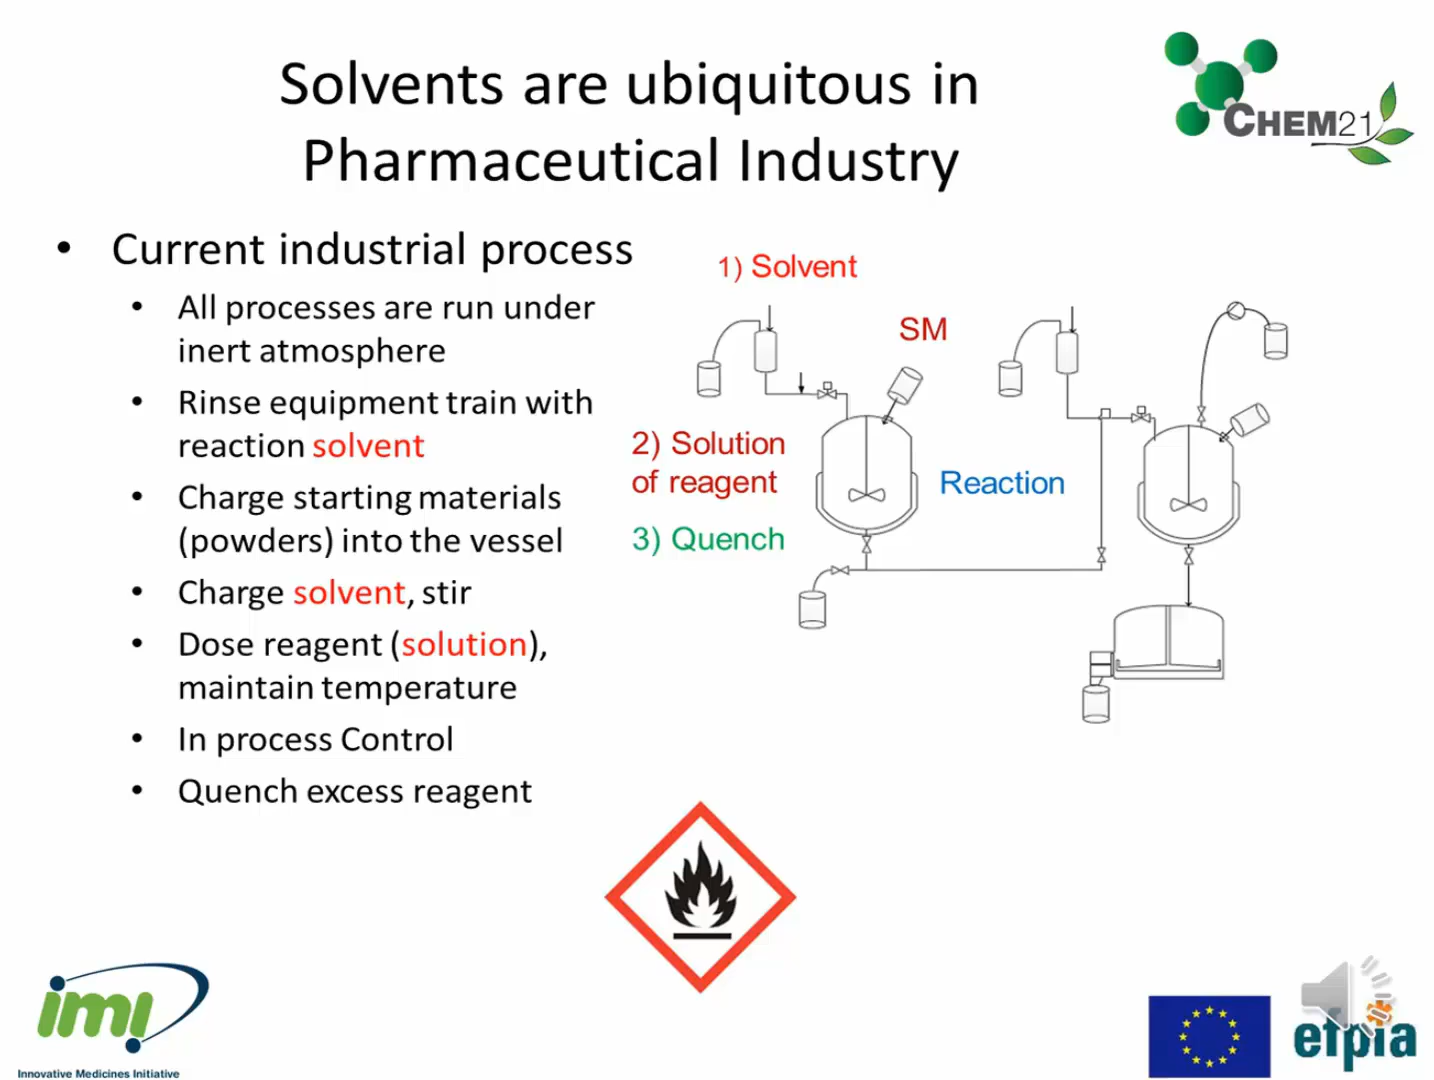 Solvents are ubiquitous in
Pharmaceutical Industry
CHEM21
• Current industrial process
• All processes are run under
inert atmosphere
• Rinse equipment train with
reaction solvent
• Charge starting materials
(powders) into the vessel
• Charge solvent, stir
• Dose reagent (solution),
maintain temperature
• In process Control
• Quench excess reagent
1) Solvent
SM
2) Solution
of reagent
Reaction
3) Quench
imi
Innovative Medicines Initiative
efpia